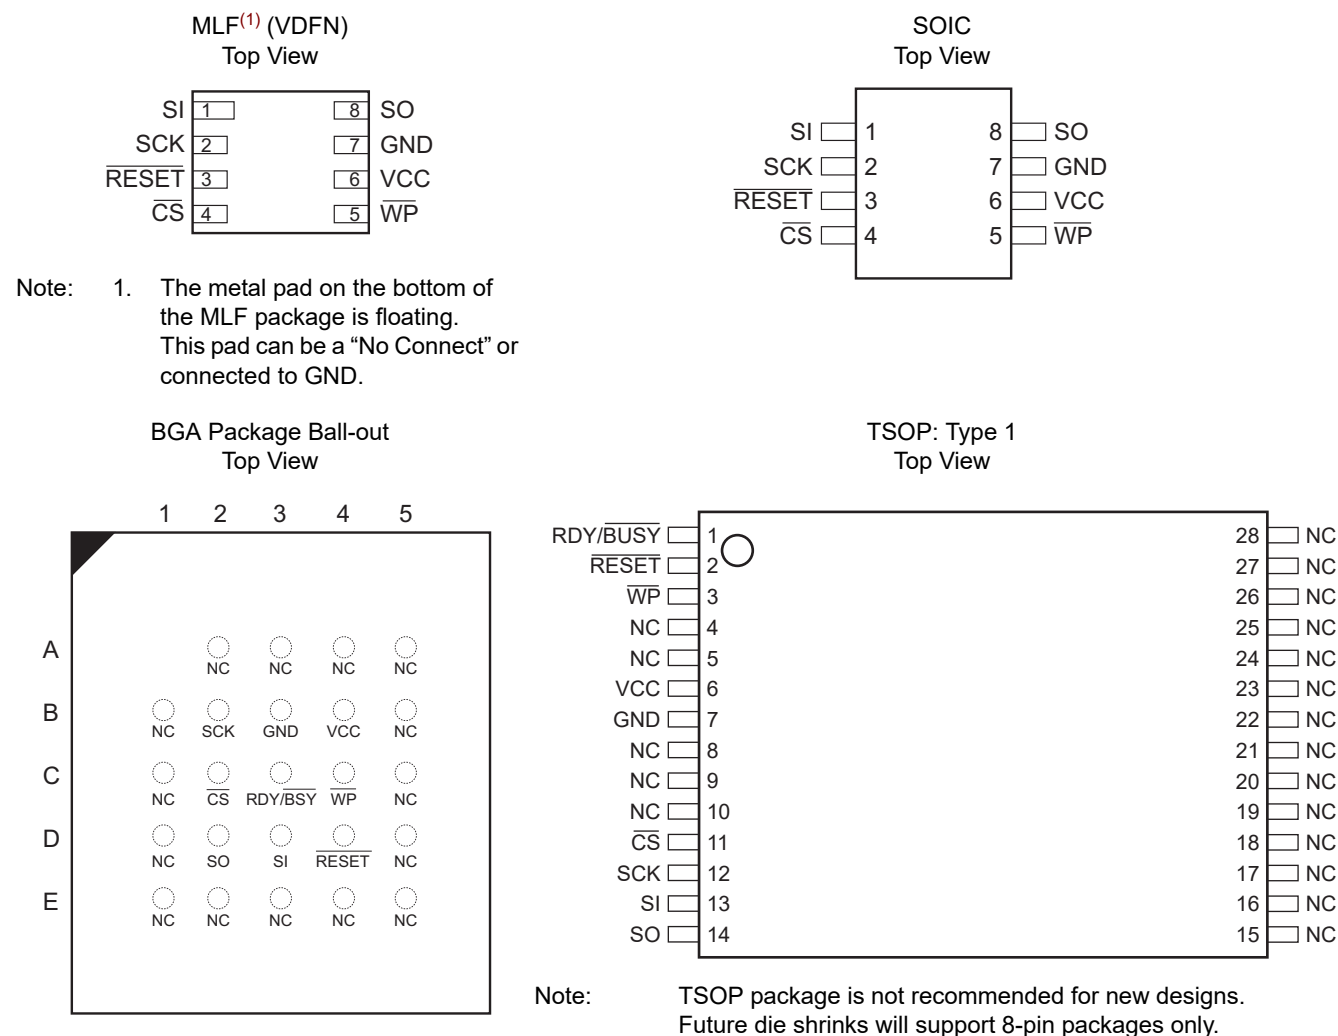 MLF(1) (VDFN)
Top View
SI 1 8 SO
SCK 2 7 GND
RESET 3 6 VCC
CS 4 5 WP
Note: 1. The metal pad on the bottom of
the MLF package is floating.
This pad can be a “No Connect” or
connected to GND.
SOIC
Top View
SI 1 8 SO
SCK 2 7 GND
RESET 3 6 VCC
CS 4 5 WP
BGA Package Ball-out
Top View
1 2 3 4 5
A
NC NC NC NC
B
NC SCK GND VCC NC
C
NC CS RDY/BSY WP NC
D
NC SO SI RESET NC
E
NC NC NC NC NC
TSOP: Type 1
Top View
RDY/BUSY 1 28 NC
RESET 2 27 NC
WP 3 26 NC
NC 4 25 NC
NC 5 24 NC
VCC 6 23 NC
GND 7 22 NC
NC 8 21 NC
NC 9 20 NC
NC 10 19 NC
CS 11 18 NC
SCK 12 17 NC
SI 13 16 NC
SO 14 15 NC
Note: TSOP package is not recommended for new designs.
Future die shrinks will support 8-pin packages only.